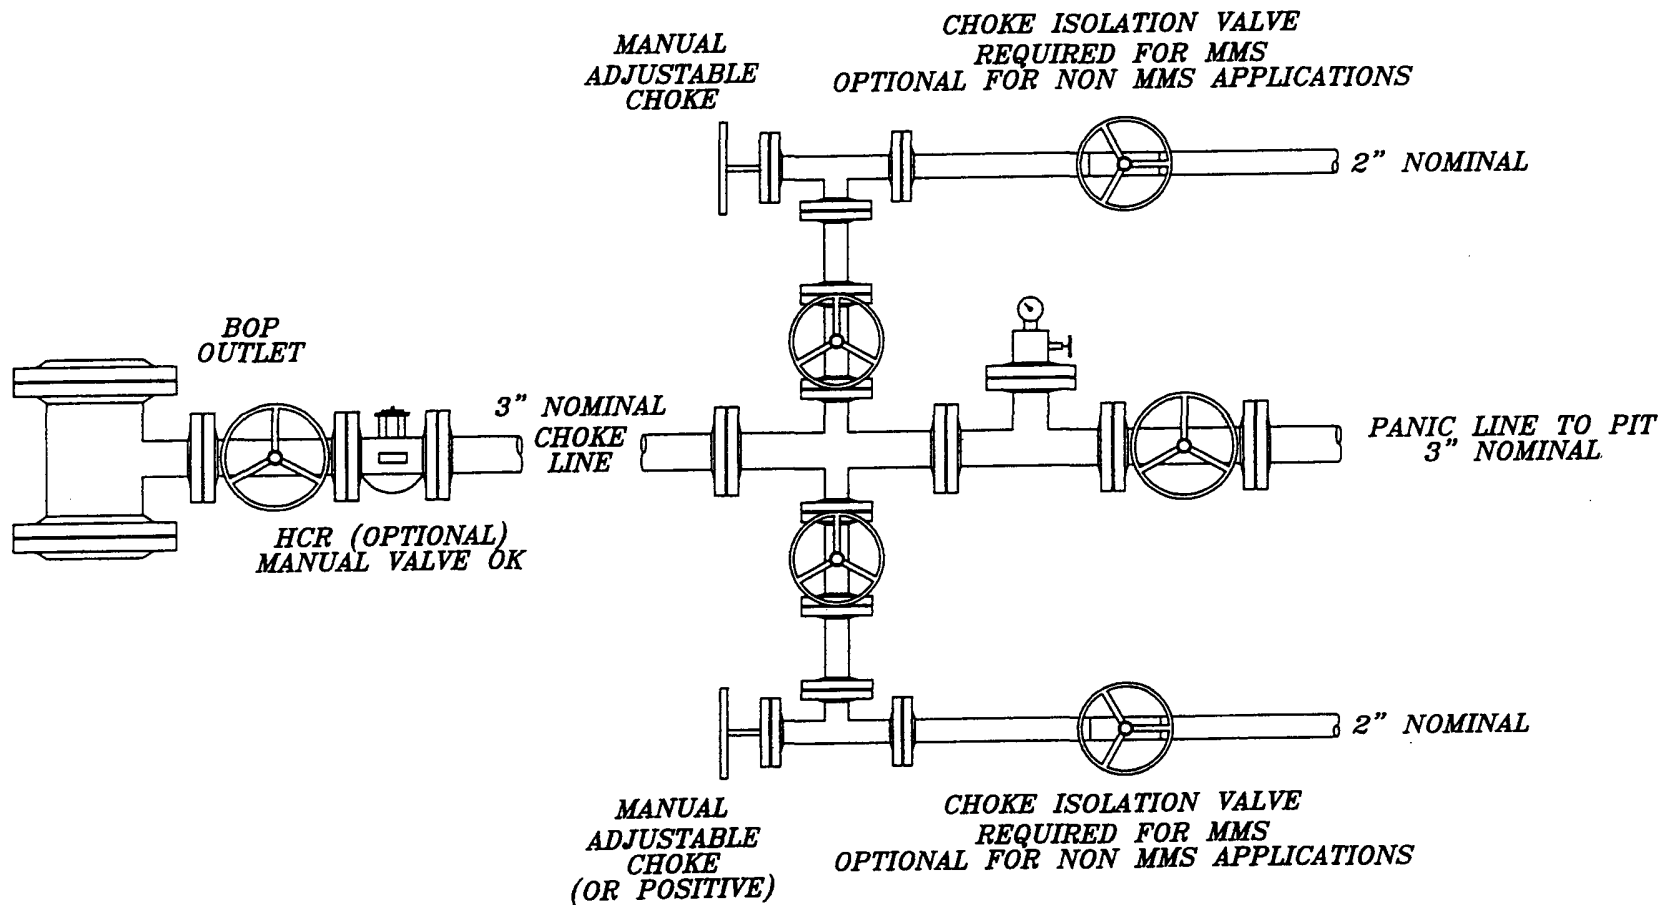 MANUAL
ADJUSTABLE
CHOKE
CHOKE ISOLATION VALVE
REQUIRED FOR MMS
OPTIONAL FOR NON MMS APPLICATIONS
2" NOMINAL
BOP
OUTLET
3" NOMINAL
CHOKE
LINE
PANIC LINE TO PIT
3" NOMINAL
HCR (OPTIONAL)
MANUAL VALVE OK
2" NOMINAL
MANUAL
ADJUSTABLE
CHOKE
(OR POSITIVE)
CHOKE ISOLATION VALVE
REQUIRED FOR MMS
OPTIONAL FOR NON MMS APPLICATIONS